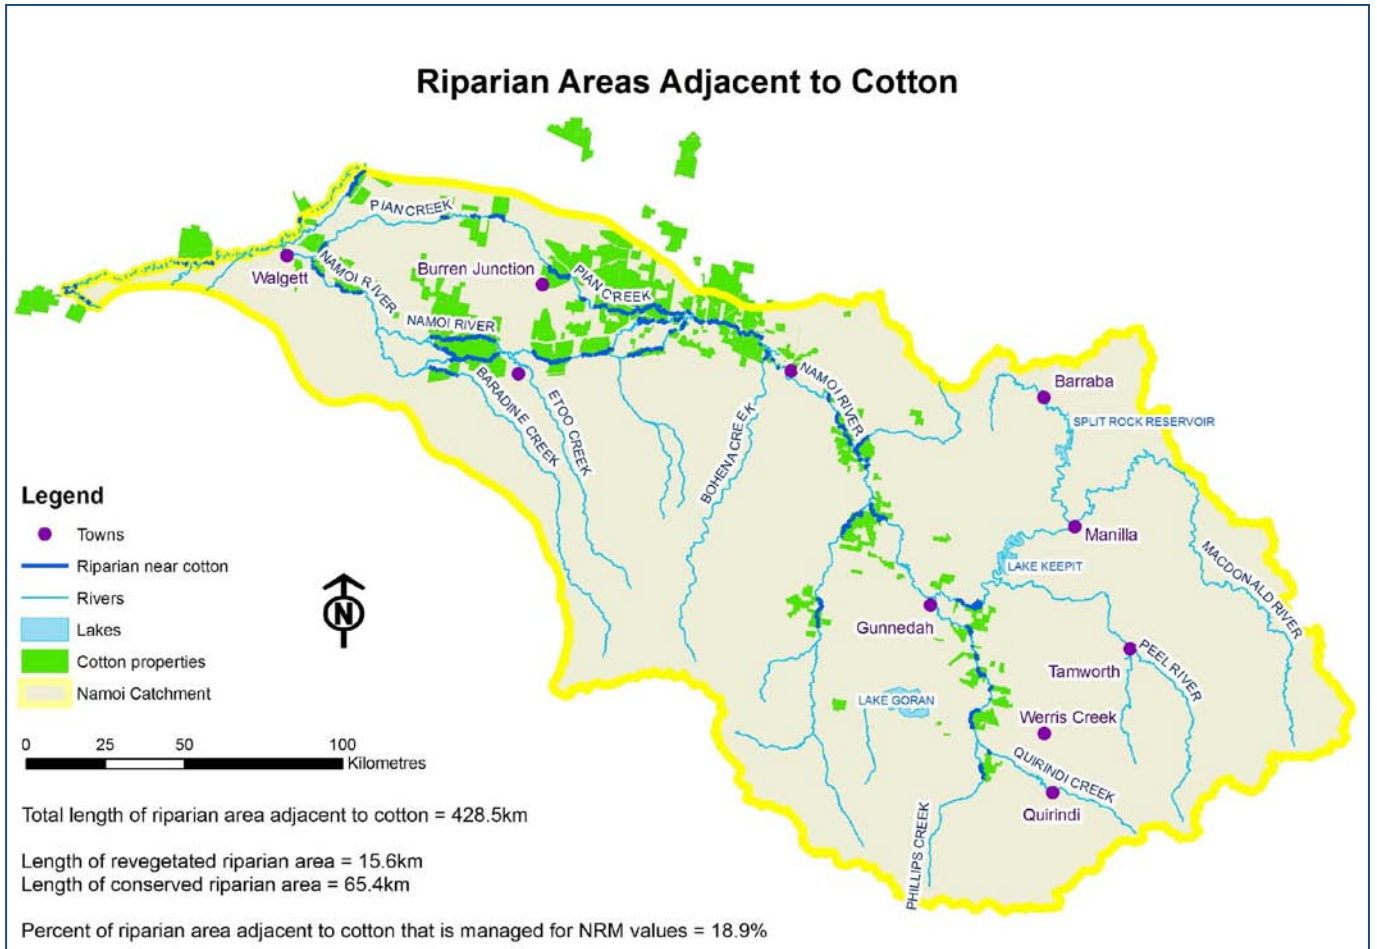 Riparian Areas Adjacent to Cotton
PIAN CREEK
Walgett
NAMOI RIVER
Burren Junction
PIAN CREEK
NAMOI RIVER
BARADINE CREEK
ETOO CREEK
BOHENA CREEK
NAMOI RIVER
Barraba
SPLIT ROCK RESERVOIR
Manilla
LAKE KEEPIT
MACDONALD RIVER
Gunnedah
Tamworth
PEEL RIVER
LAKE GORAN
Werris Creek
QUIRINDI CREEK
Quirindi
PHILLIPS CREEK
Legend
Towns
Riparian near cotton
Rivers
Lakes
Cotton properties
Namoi Catchment
N
0 25 50 100
Kilometres
Total length of riparian area adjacent to cotton = 428.5km
Length of revegetated riparian area = 15.6km
Length of conserved riparian area = 65.4km
Percent of riparian area adjacent to cotton that is managed for NRM values = 18.9%